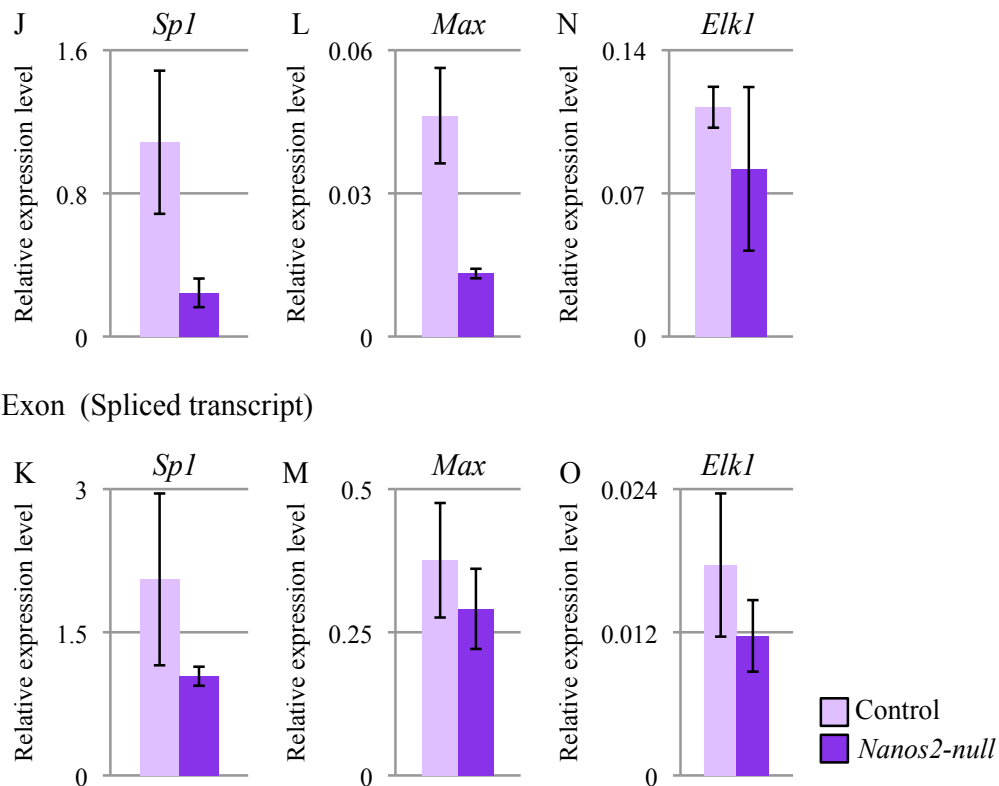 J Sp1
L Max
N Elk1
Relative expression level
1.6
0.8
0
Relative expression level
0.06
0.03
0
Relative expression level
0.14
0.07
0
Exon (Spliced transcript)
K Sp1
M Max
O Elk1
Relative expression level
3
1.5
0
Relative expression level
0.5
0.25
0
Relative expression level
0.024
0.012
0
Control
Nanos2-null